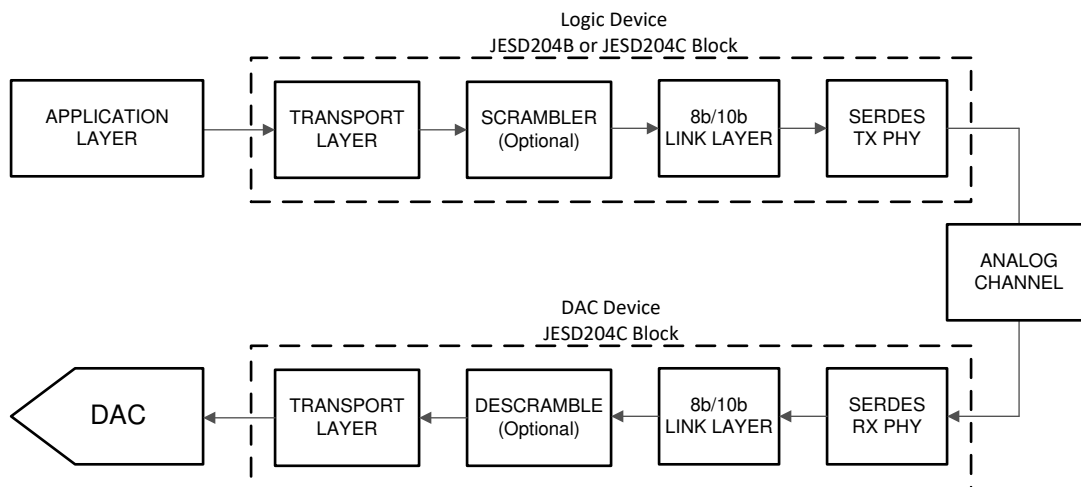 Logic Device
JESD204B or JESD204C Block
APPLICATION
LAYER
TRANSPORT
LAYER
SCRAMBLER
(Optional)
8b/10b
LINK LAYER
SERDES
TX PHY
ANALOG
CHANNEL
DAC Device
JESD204C Block
DAC
TRANSPORT
LAYER
DESCRAMBLE
(Optional)
8b/10b
LINK LAYER
SERDES
RX PHY